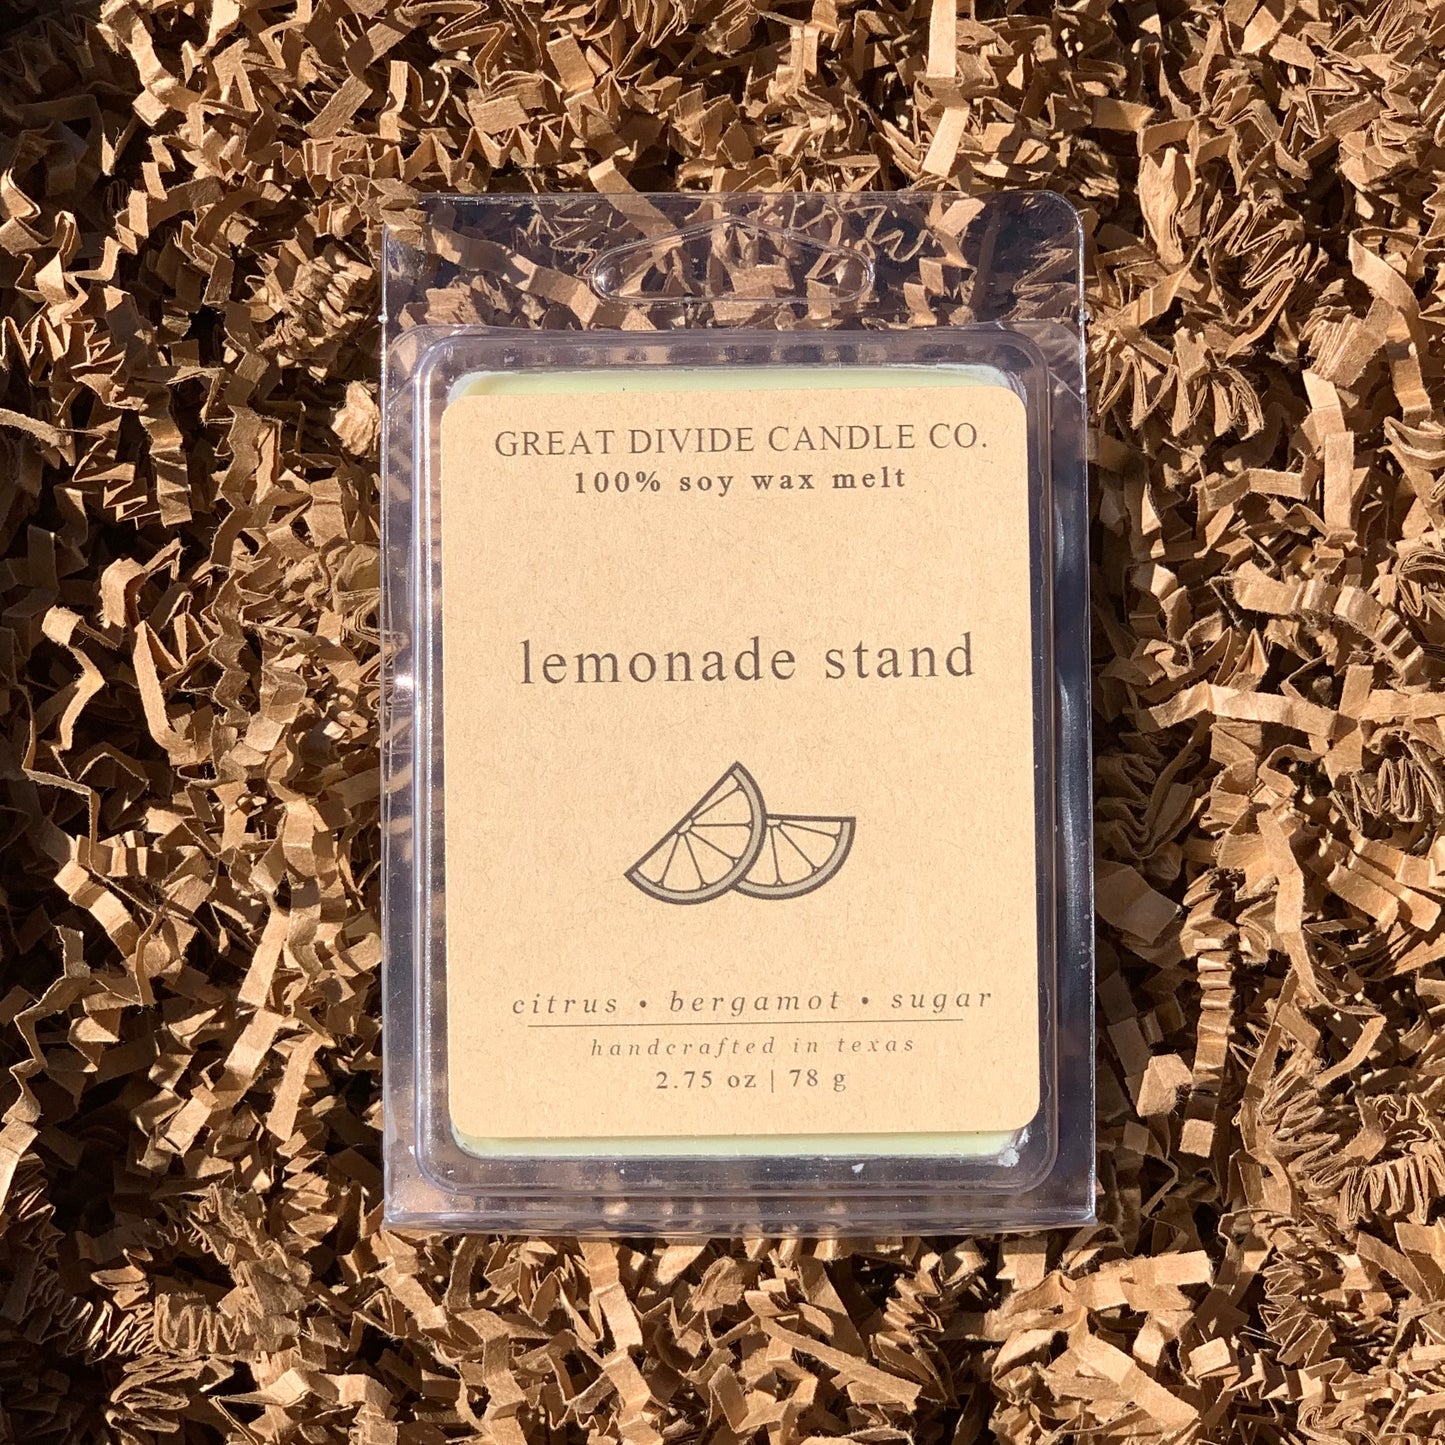 GREAT DIVIDE CANDLE CO.
100% soy wax melt
lemonade stand
citrus • bergamot • sugar
handcrafted in texas
2.75 oz | 78 g